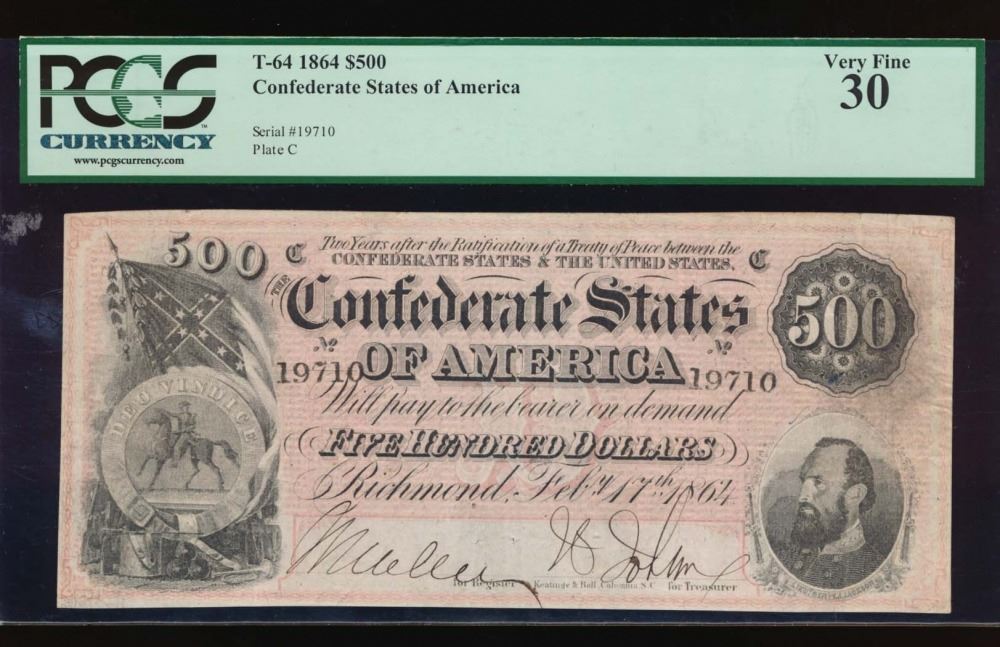 PCGS
CURRENCY
www.pcgscurrency.com
T-64 1864 $500
Confederate States of America
Serial #19710
Plate C
Very Fine
30
500 C Two Years after the Ratification of a Treaty of Peace between the C
CONFEDERATE STATES & THE UNITED STATES,
THE Confederate States
500
No No
19710 OF AMERICA 19710
Will pay to the bearer on demand
DEO VINDICE
FIVE HUNDRED DOLLARS
Richmond, Feby. 17th 1864
for Register Keatinge & Ball Columbia S.C. for Treasurer